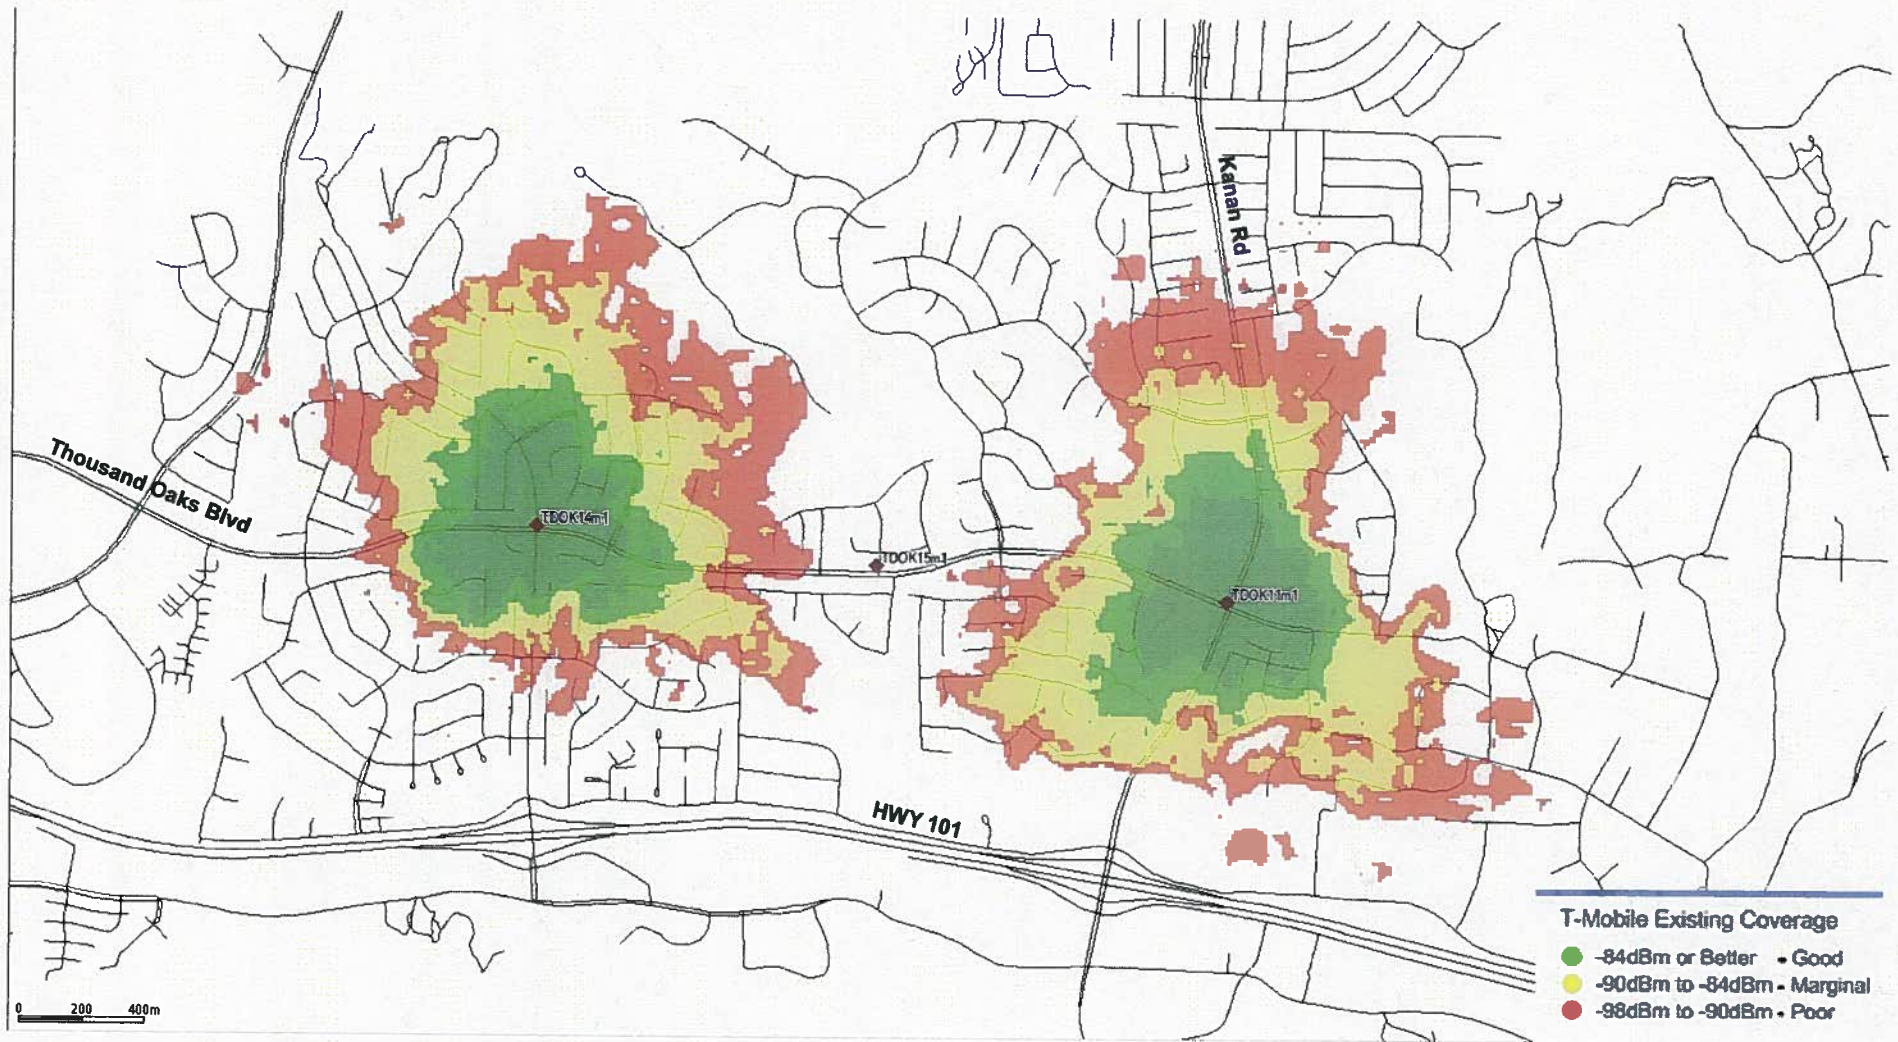 Kanan Rd
Thousand Oaks Blvd
TDOK14m1
TDOK15m1
TDOK11m1
HWY 101
T-Mobile Existing Coverage
-84dBm or Better - Good
-90dBm to -84dBm - Marginal
-98dBm to -90dBm - Poor
0 200 400m